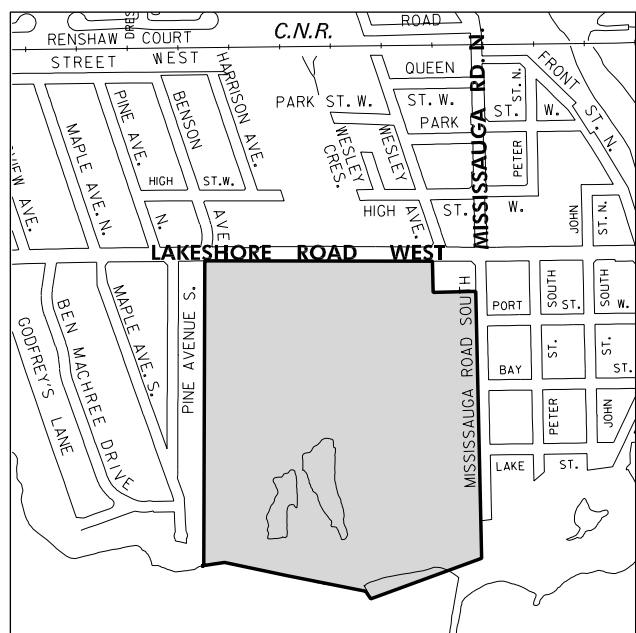 DRES
ROAD
C.N.R.
RENSHAW COURT
STREET WEST
QUEEN
FRONT ST. N.
HARRISON AVE.
BENSON AVE
PINE AVE. N.
MAPLE AVE. N.
VIEW AVE.
PARK ST. W.
ST. W.
PARK ST. W.
ST. N.
PETER
WESLEY CRES.
WESLEY AVE.
HIGH ST.W.
HIGH ST. W.
MISSISSAUGA RD. N.
JOHN ST. N.
LAKESHORE ROAD WEST
GODFREY'S LANE
BEN MACHREE DRIVE
MAPLE AVE. S.
PINE AVENUE S.
MISSISSAUGA ROAD SOUTH
PORT ST. W.
SOUTH
SOUTH
BAY ST.
ST.
ST.
PETER
JOHN
LAKE ST.